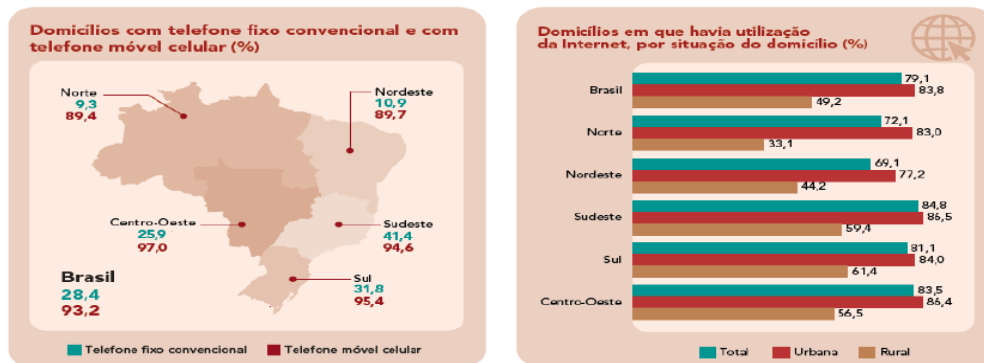 Domicílios com telefone fixo convencional e com
telefone móvel celular (%)
Norte
9,3
89,4
Nordeste
10,9
89,7
Centro-Oeste
25,9
97,0
Sudeste
41,4
94,6
Sul
31,8
95,4
Brasil
28,4
93,2
Telefone fixo convencional
Telefone móvel celular
Domicílios em que havia utilização
da Internet, por situação do domicílio (%)
Brasil
79,1
83,8
49,2
Norte
72,1
83,0
33,1
Nordeste
69,1
77,2
44,2
Sudeste
84,8
86,5
59,4
Sul
81,1
84,0
61,4
Centro-Oeste
83,5
86,4
56,5
Total
Urbana
Rural